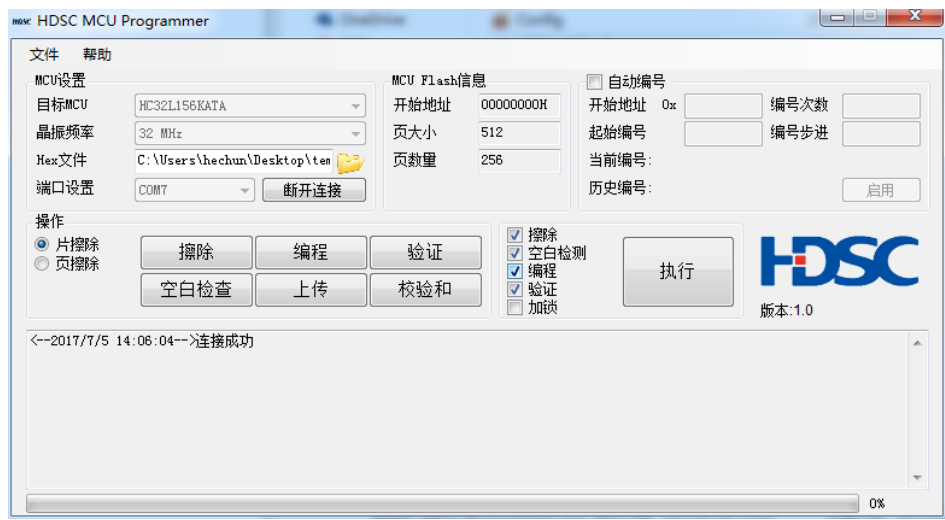 HDSC HDSC MCU Programmer
OneDrive
Config
文件 帮助
MCU设置
目标MCU HC32L156KATA
晶振频率 32 MHz
Hex文件 C:\Users\hechun\Desktop\ten
端口设置 COM7 断开连接
MCU Flash信息
开始地址 00000000H
页大小 512
页数量 256
自动编号
开始地址 0x 编号次数
起始编号 编号步进
当前编号:
历史编号: 启用
操作
片擦除
页擦除
擦除 编程 验证
空白检查 上传 校验和
擦除
空白检测
编程
验证
加锁
执行
HDSC
版本:1.0
<--2017/7/5 14:06:04-->连接成功
0%